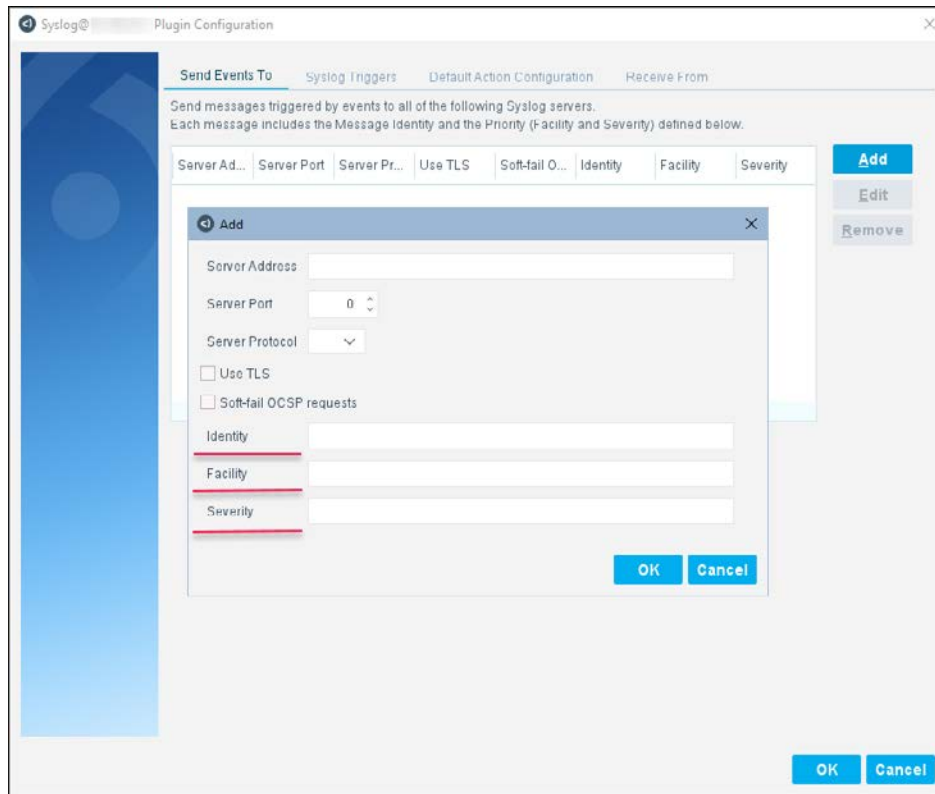 Syslog@ Plugin Configuration
Send Events To Syslog Triggers Default Action Configuration Receive From
Send messages triggered by events to all of the following Syslog servers.
Each message includes the Message Identity and the Priority (Facility and Severity) defined below.
Server Ad... Server Port Server Pr... Use TLS Soft-fail O... Identity Facility Severity
Add
Edit
Remove
Add
Server Address
Server Port 0
Server Protocol
Use TLS
Soft-fail OCSP requests
Identity
Facility
Severity
OK Cancel
OK Cancel